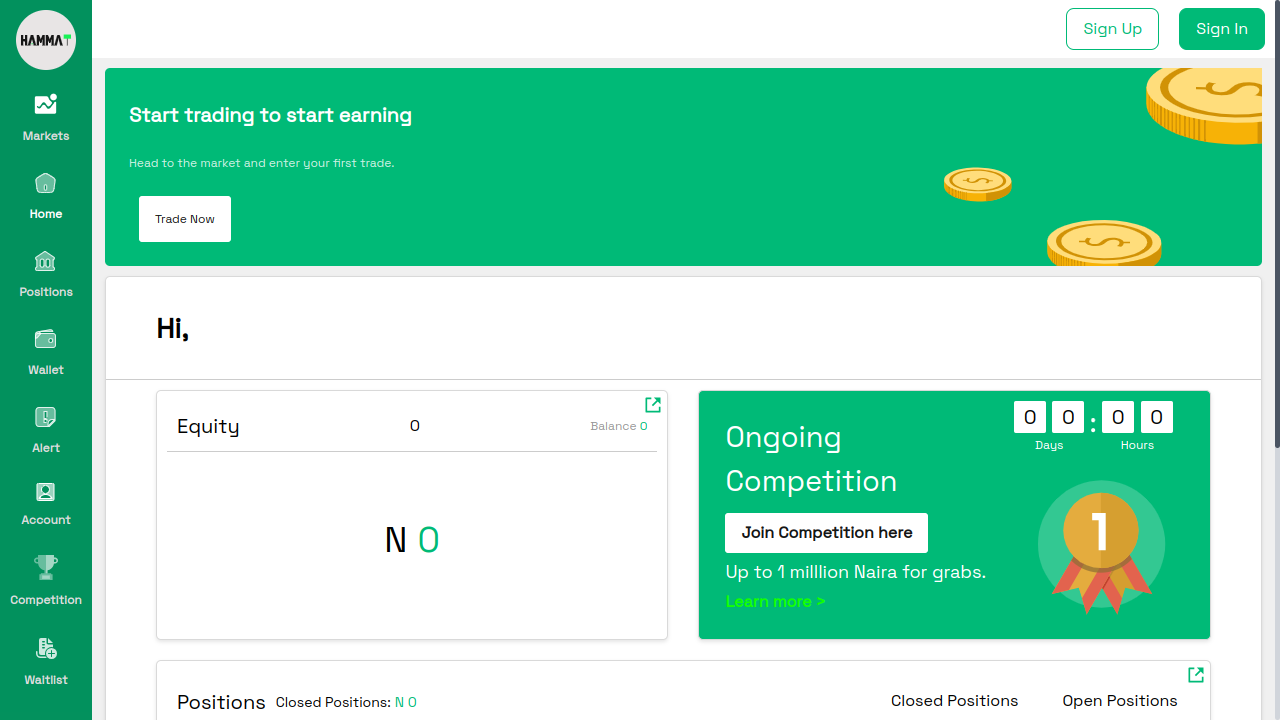 HAMMAT
Sign Up
Sign In
Markets
Home
Positions
Wallet
Alert
Account
Competition
Waitlist
Start trading to start earning
Head to the market and enter your first trade.
Trade Now
Hi,
Equity 0 Balance 0
N 0
Ongoing
Competition
0 0 : 0 0
Days Hours
Join Competition here
Up to 1 milllion Naira for grabs.
Learn more >
1
Positions Closed Positions: N 0 Closed Positions Open Positions